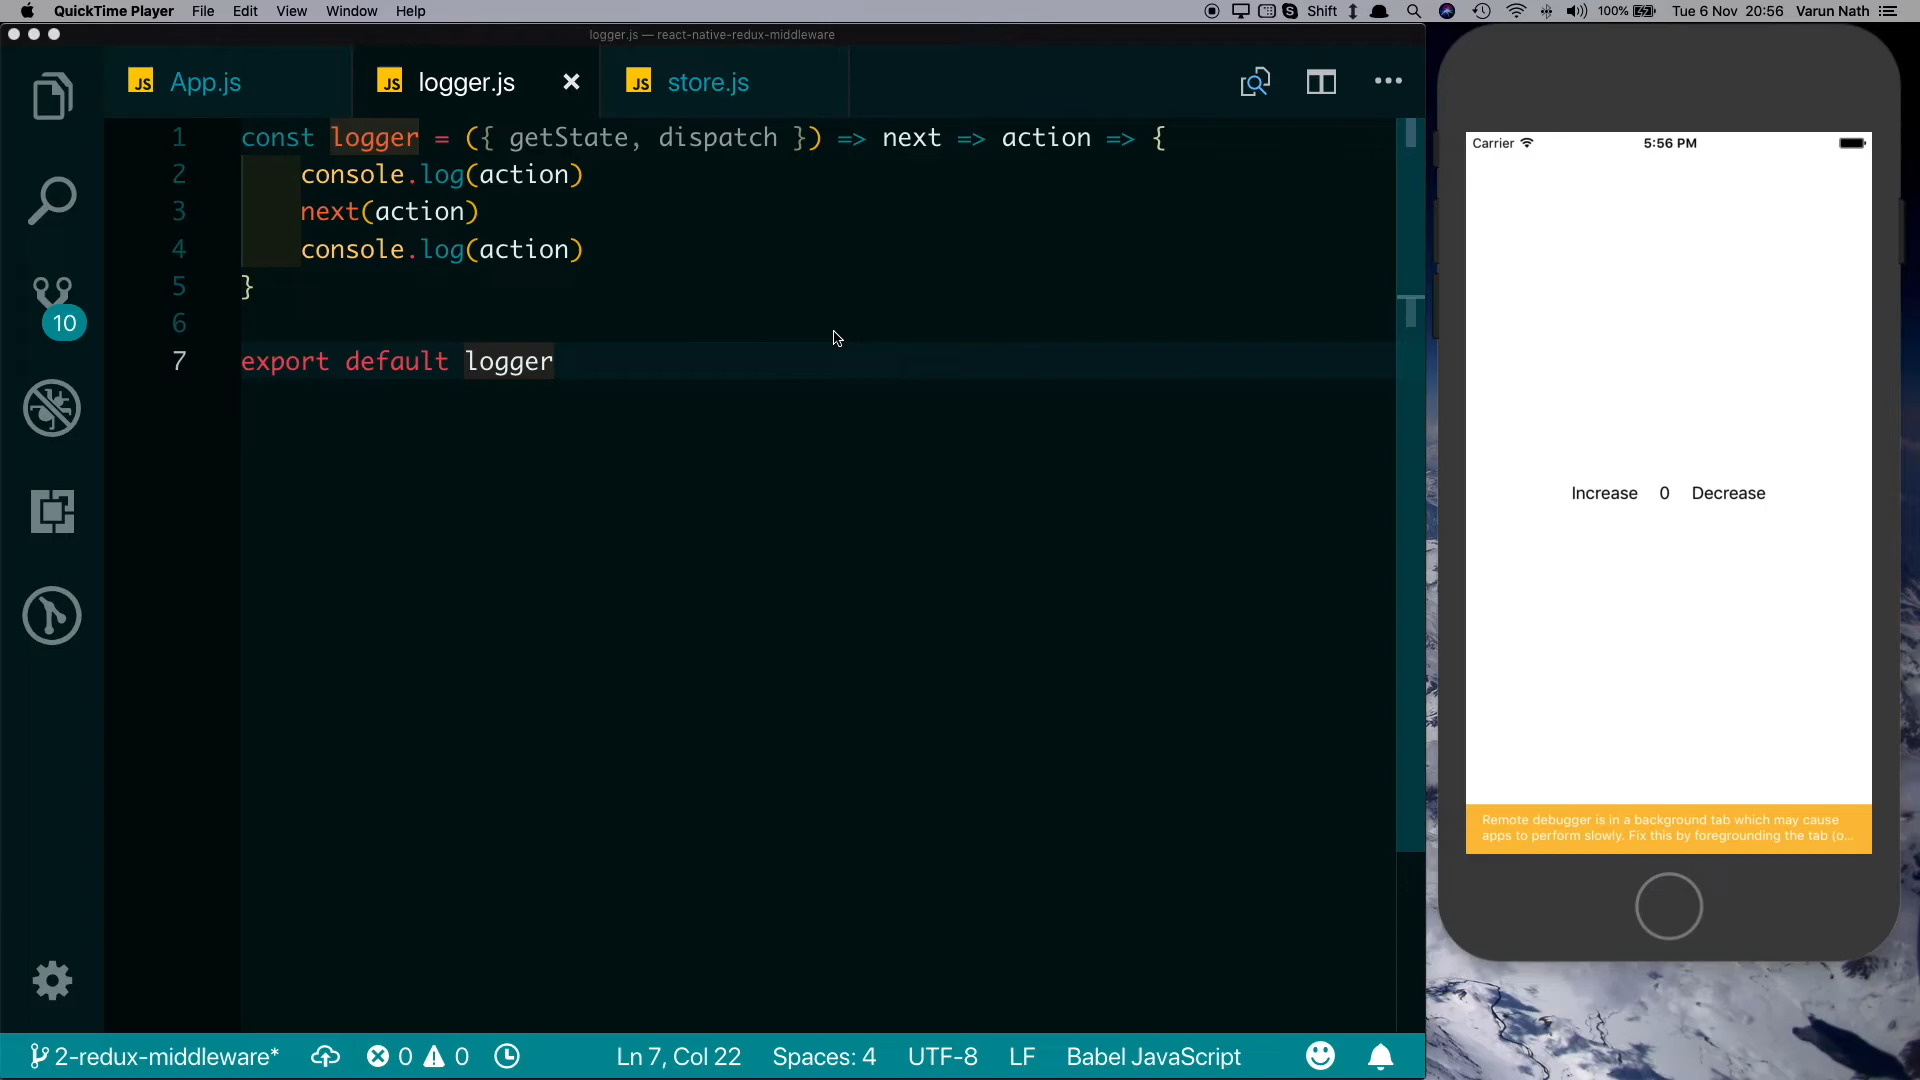 QuickTime Player File Edit View Window Help Shift 100% Tue 6 Nov 20:56 Varun Nath
logger.js — react-native-redux-middleware
JS App.js JS logger.js JS store.js
1 const logger = ({ getState, dispatch }) => next => action => {
2 console.log(action)
3 next(action)
4 console.log(action)
5 }
6
7 export default logger
10
2-redux-middleware* 0 0 Ln 7, Col 22 Spaces: 4 UTF-8 LF Babel JavaScript
Carrier 5:56 PM
Increase 0 Decrease
Remote debugger is in a background tab which may cause
apps to perform slowly. Fix this by foregrounding the tab (o...